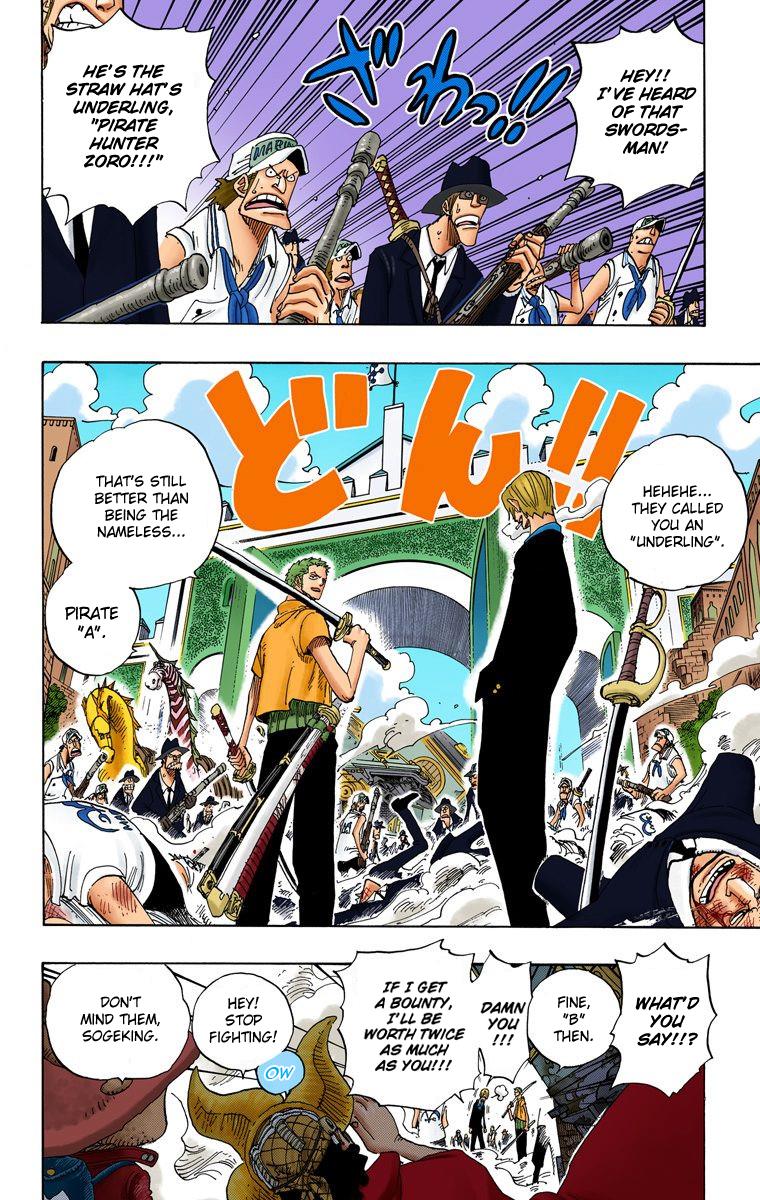 HEY!!
I'VE HEARD
OF THAT
SWORDS-
MAN!
ざわっ!!
HE'S THE
STRAW HAT'S
UNDERLING,
"PIRATE
HUNTER
ZORO!!!"
MARINE
どん!!
HEHEHE...
THEY CALLED
YOU AN
"UNDERLING".
THAT'S STILL
BETTER THAN
BEING THE
NAMELESS...
PIRATE
"A".
WHAT'D
YOU
SAY!!?
FINE,
"B"
THEN.
DAMN
YOU
!!!
IF I GET
A BOUNTY,
I'LL BE
WORTH TWICE
AS MUCH
AS YOU!!!
HEY!
STOP
FIGHTING!
OW
DON'T
MIND THEM,
SOGEKING.